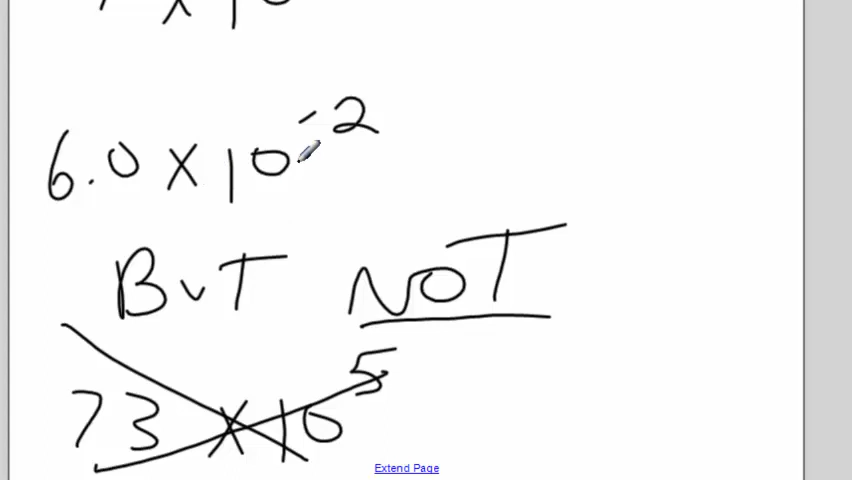 6.0 X 10⁻²
BUT NOT
73 X 10⁵
Extend Page